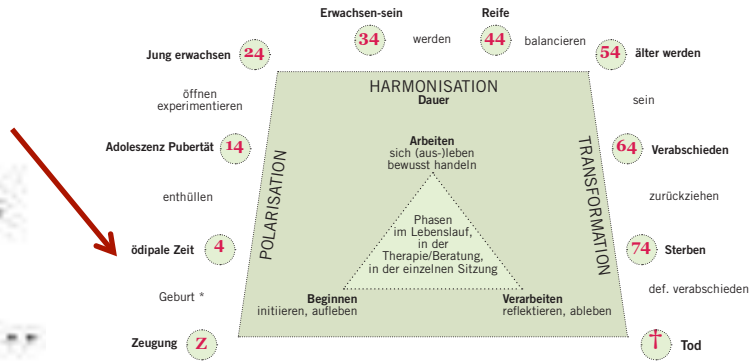 Erwachsen-sein
Reife
34
werden
44
balancieren
Jung erwachsen
24
54
älter werden
HARMONISATION
Dauer
öffnen
experimentieren
sein
Arbeiten
sich (aus-)leben
bewusst handeln
Adoleszenz Pubertät
14
64
Verabschieden
POLARISATION
TRANSFORMATION
enthüllen
zurückziehen
Phasen
im Lebenslauf,
in der
Therapie/Beratung,
in der einzelnen Sitzung
ödipale Zeit
4
74
Sterben
Geburt *
def. verabschieden
Beginnen
initiieren, aufleben
Verarbeiten
reflektieren, ableben
Zeugung
Z
†
Tod